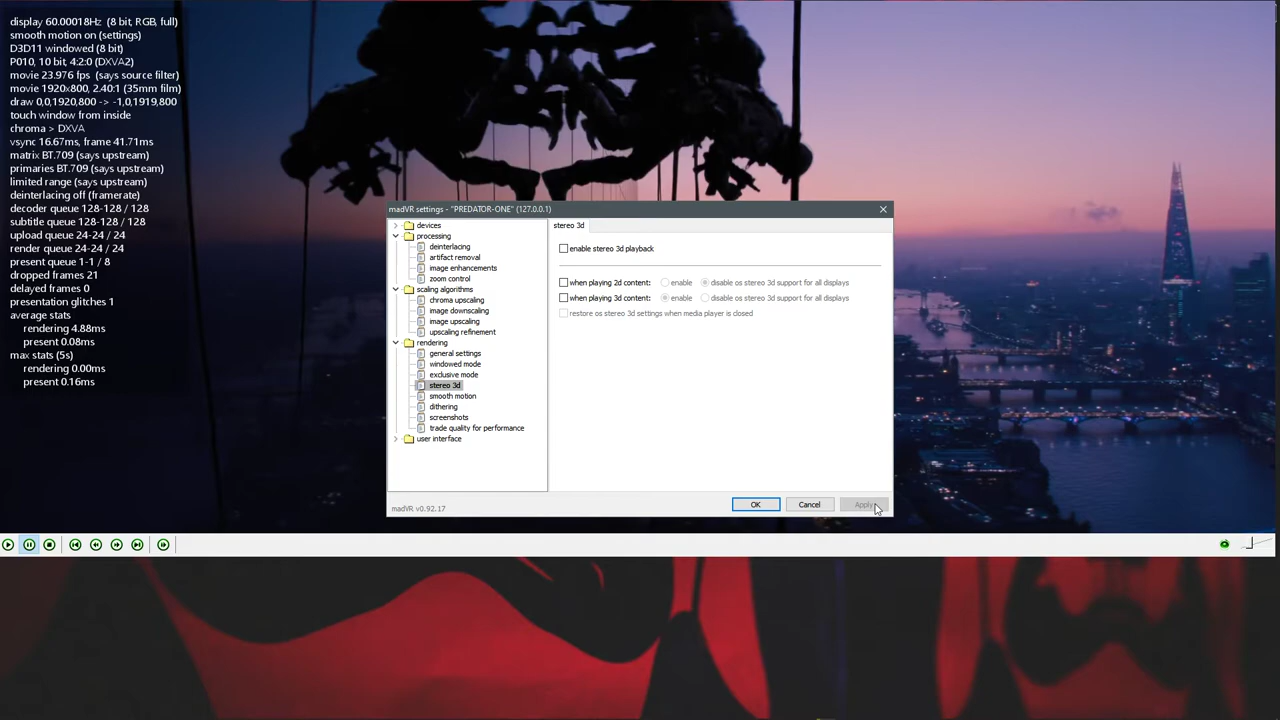 display 60.00018Hz (8 bit, RGB, full)
smooth motion on (settings)
D3D11 windowed (8 bit)
P010, 10 bit, 4:2:0 (DXVA2)
movie 23.976 fps (says source filter)
movie 1920x800, 2.40:1 (35mm film)
draw 0,0,1920,800 -> -1,0,1919,800
touch window from inside
chroma > DXVA
vsync 16.67ms, frame 41.71ms
matrix BT.709 (says upstream)
primaries BT.709 (says upstream)
limited range (says upstream)
deinterlacing off (framerate)
decoder queue 128-128 / 128
subtitle queue 128-128 / 128
upload queue 24-24 / 24
render queue 24-24 / 24
present queue 1-1 / 8
dropped frames 21
delayed frames 0
presentation glitches 1
average stats
rendering 4.88ms
present 0.08ms
max stats (5s)
rendering 0.00ms
present 0.16ms
madVR settings - "PREDATOR-ONE" (127.0.0.1)
devices
processing
deinterlacing
artifact removal
image enhancements
zoom control
scaling algorithms
chroma upscaling
image downscaling
image upscaling
upscaling refinement
rendering
general settings
windowed mode
exclusive mode
stereo 3d
smooth motion
dithering
screenshots
trade quality for performance
user interface
stereo 3d
enable stereo 3d playback
when playing 2d content: enable disable os stereo 3d support for all displays
when playing 3d content: enable disable os stereo 3d support for all displays
restore os stereo 3d settings when media player is closed
madVR v0.92.17
OK Cancel Apply